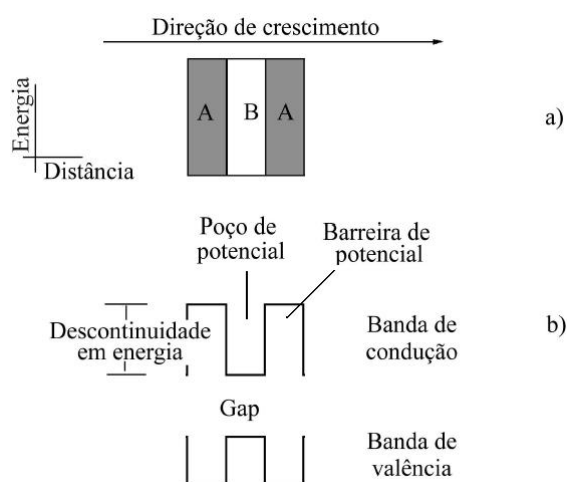 Direção de crescimento
Energia
A B A
a)
Distância
Poço de
potencial
Barreira de
potencial
Descontinuidade
em energia
Banda de
condução
b)
Gap
Banda de
valência